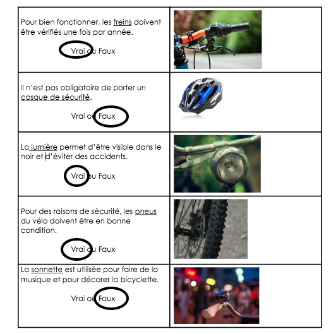 Pour bien fonctionner, les freins doivent
être vérifiés une fois par année.
Vrai ou Faux
Il n'est pas obligatoire de porter un
casque de sécurité.
Vrai ou Faux
La lumière permet d'être visible dans le
noir et d'éviter des accidents.
Vrai ou Faux
Pour des raisons de sécurité, les pneus
du vélo doivent être en bonne
condition.
Vrai ou Faux
La sonnette est utilisée pour faire de la
musique et pour décorer la bicyclette.
Vrai ou Faux